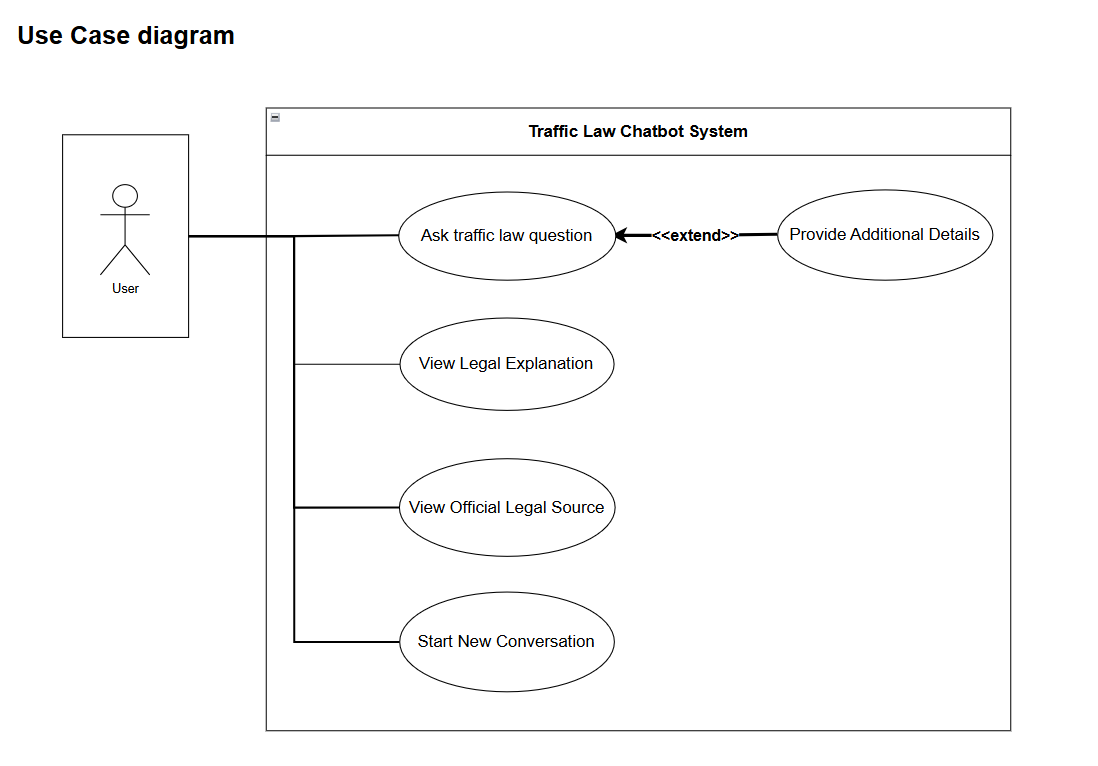 Use Case diagram
Traffic Law Chatbot System
User
Ask traffic law question
<<extend>>
Provide Additional Details
View Legal Explanation
View Official Legal Source
Start New Conversation